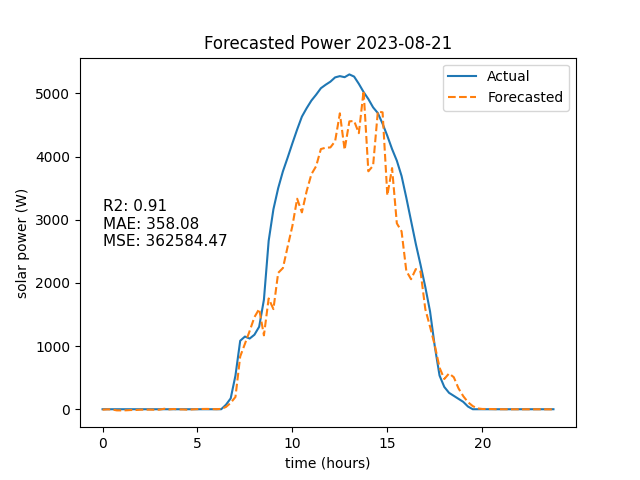 Forecasted Power 2023-08-21
Actual
Forecasted
5000
4000
3000
2000
1000
0
solar power (W)
R2: 0.91
MAE: 358.08
MSE: 362584.47
0 5 10 15 20
time (hours)